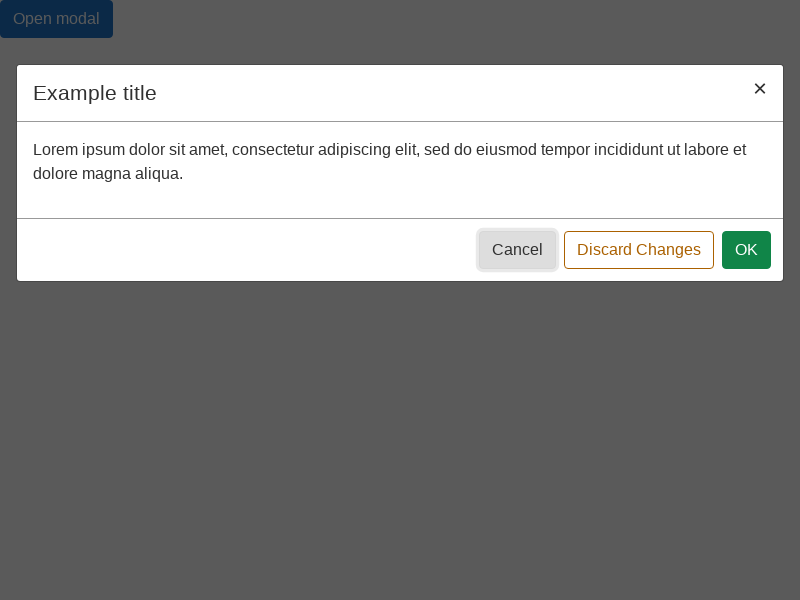 Open modal
Example title
×
Lorem ipsum dolor sit amet, consectetur adipiscing elit, sed do eiusmod tempor incididunt ut labore et
dolore magna aliqua.
Cancel Discard Changes OK